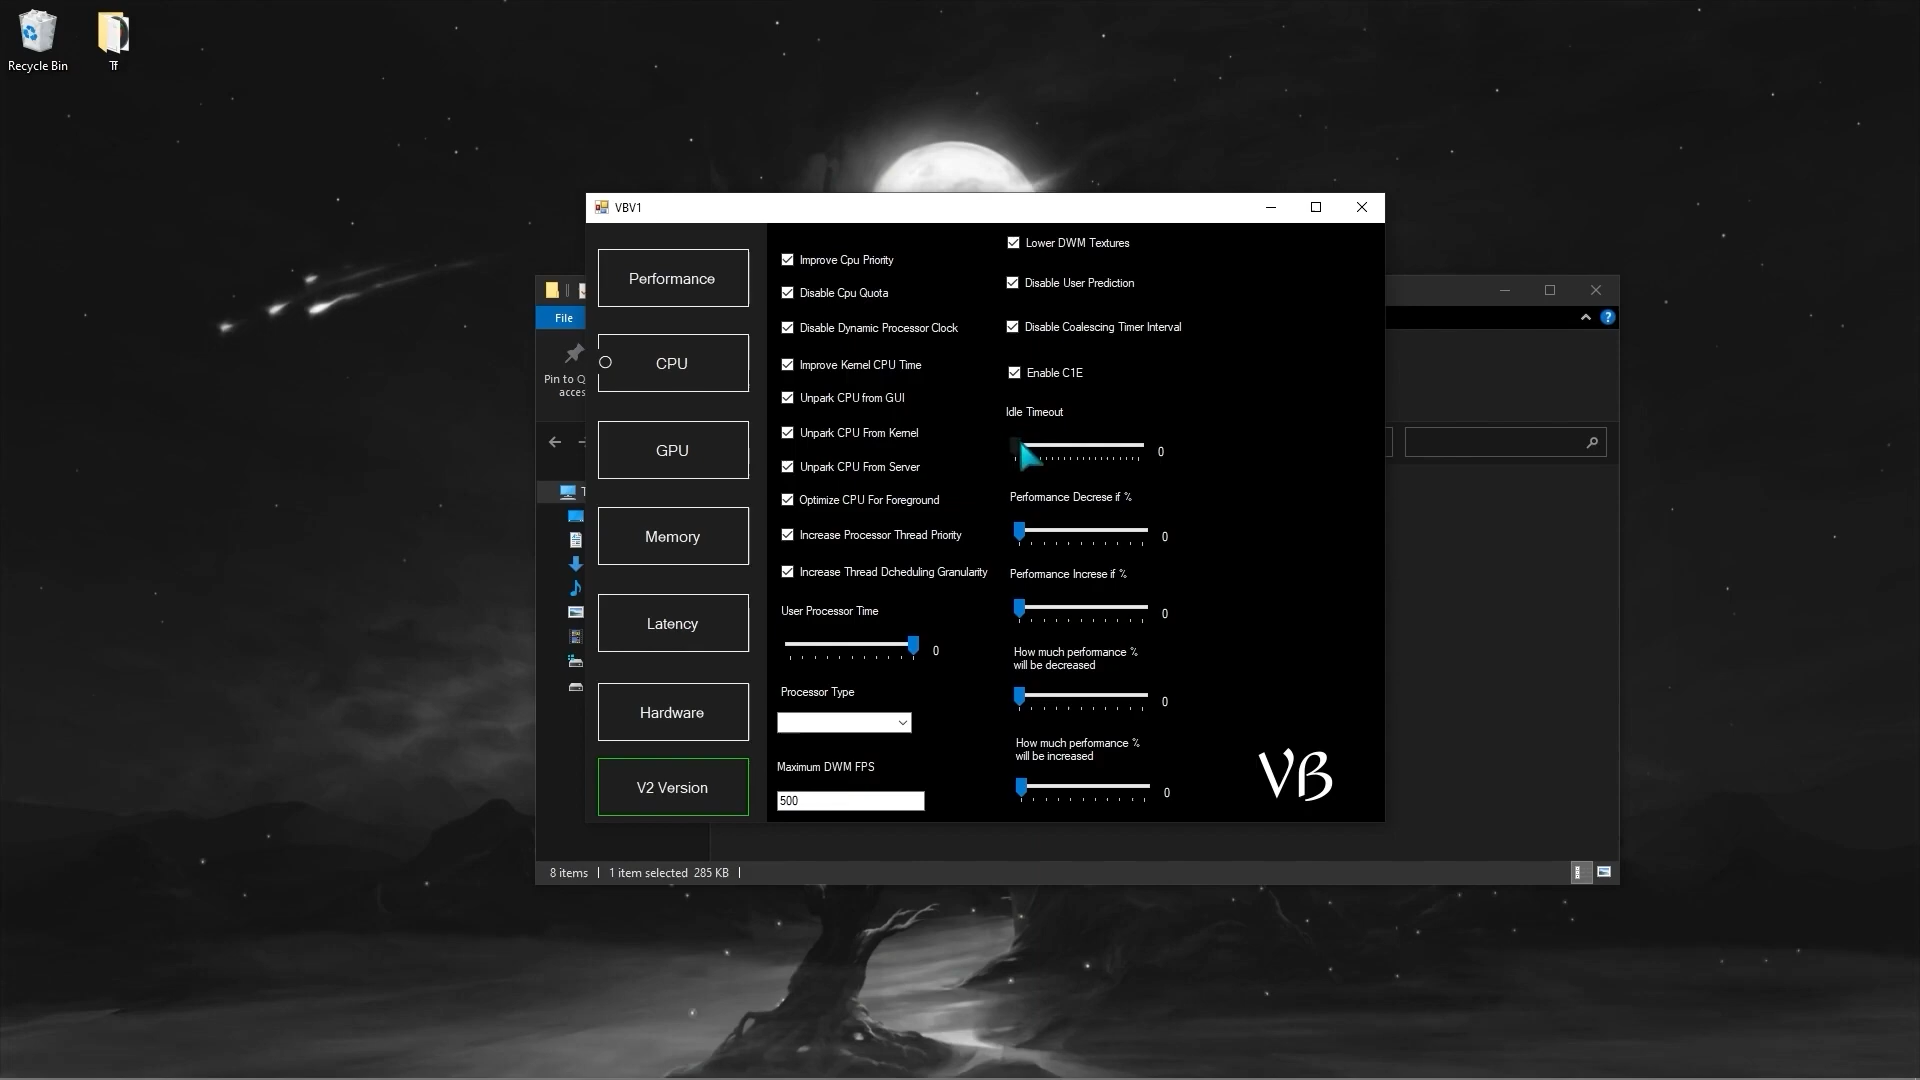 Recycle Bin
Tf
VBV1
File
Pin to Q
acces
Performance
CPU
GPU
Memory
Latency
Hardware
V2 Version
Improve Cpu Priority
Disable Cpu Quota
Disable Dynamic Processor Clock
Improve Kernel CPU Time
Unpark CPU from GUI
Unpark CPU From Kernel
Unpark CPU From Server
Optimize CPU For Foreground
Increase Processor Thread Priority
Increase Thread Dcheduling Granularity
User Processor Time
0
Processor Type
Maximum DWM FPS
500
Lower DWM Textures
Disable User Prediction
Disable Coalescing Timer Interval
Enable C1E
Idle Timeout
0
Performance Decrese if %
0
Performance Increse if %
0
How much performance %
will be decreased
0
How much performance %
will be increased
0
VB
8 items
1 item selected 285 KB